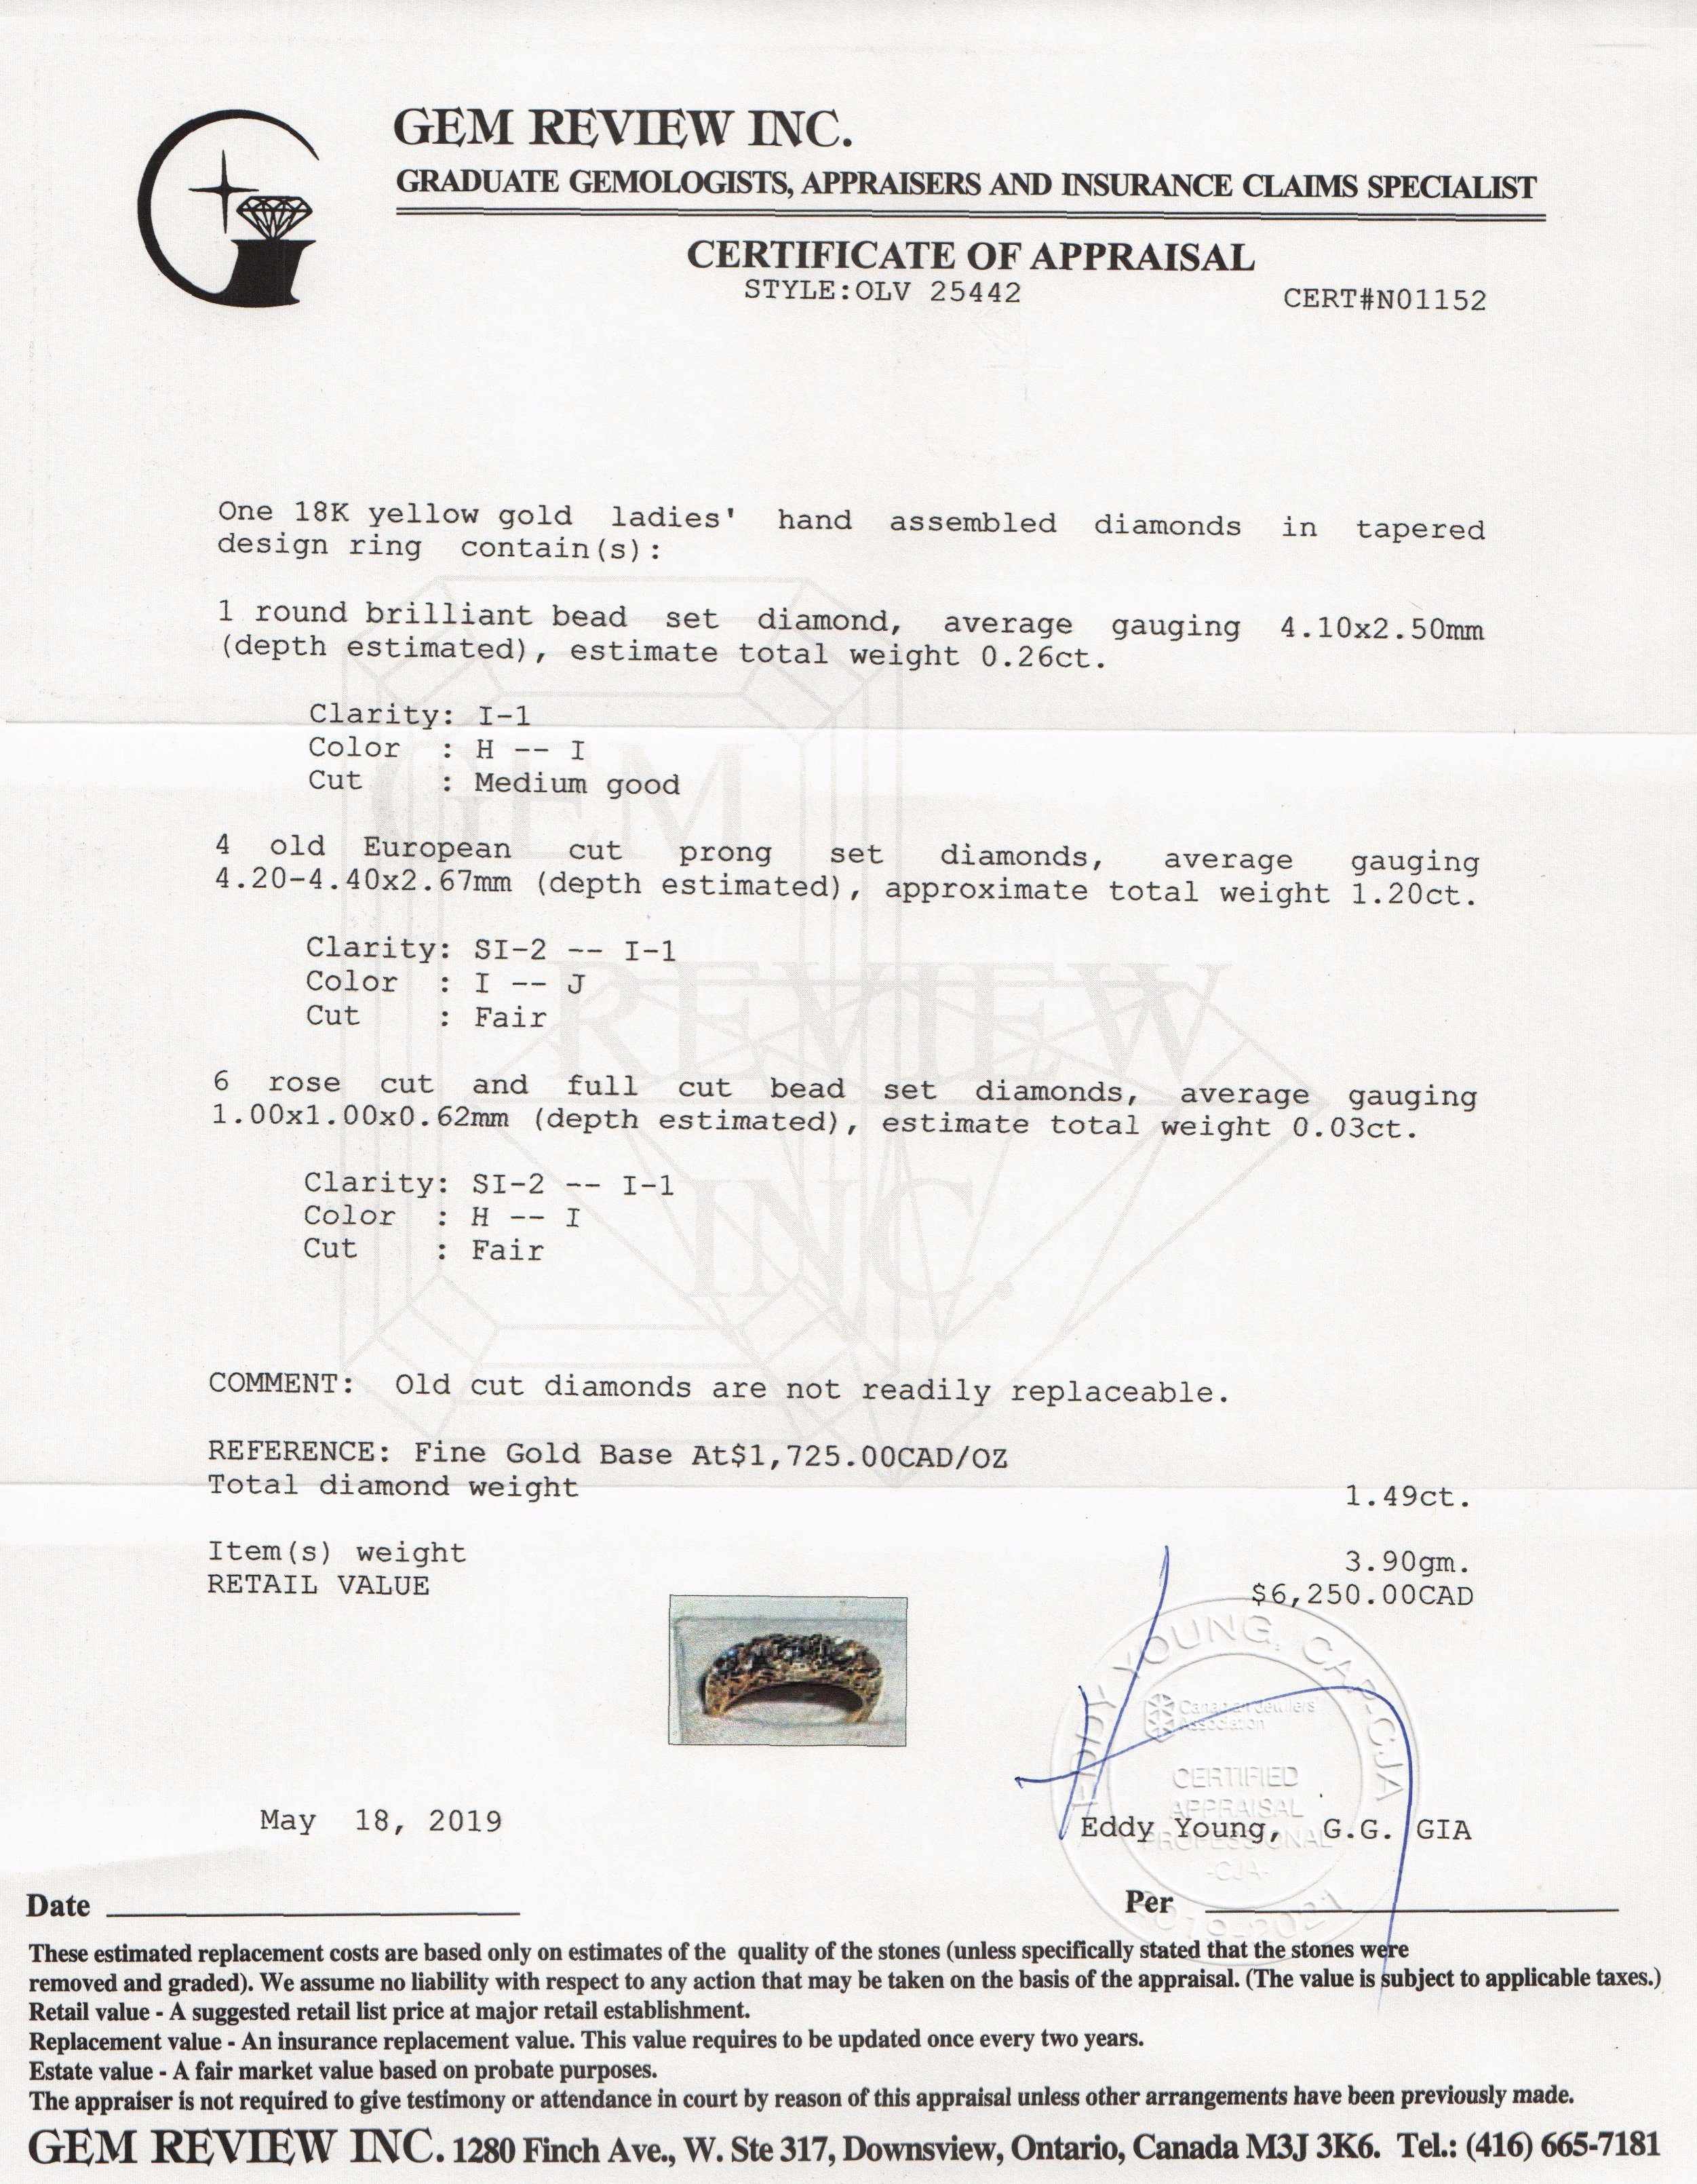 GEM REVIEW INC.
GRADUATE GEMOLOGISTS, APPRAISERS AND INSURANCE CLAIMS SPECIALIST
CERTIFICATE OF APPRAISAL
STYLE:OLV 25442
CERT#N01152
One 18K yellow gold ladies' hand assembled diamonds in tapered
design ring contain(s):
1 round brilliant bead set diamond, average gauging 4.10x2.50mm
(depth estimated), estimate total weight 0.26ct.
Clarity: I-1
Color : H -- I
Cut : Medium good
4 old European cut prong set diamonds, average gauging
4.20-4.40x2.67mm (depth estimated), approximate total weight 1.20ct.
Clarity: SI-2 -- I-1
Color : I -- J
Cut : Fair
6 rose cut and full cut bead set diamonds, average gauging
1.00x1.00x0.62mm (depth estimated), estimate total weight 0.03ct.
Clarity: SI-2 -- I-1
Color : H -- I
Cut : Fair
GEM
REVIEW
INC.
COMMENT: Old cut diamonds are not readily replaceable.
REFERENCE: Fine Gold Base At$1,725.00CAD/OZ
Total diamond weight 1.49ct.
Item(s) weight 3.90gm.
RETAIL VALUE $6,250.00CAD
EDDY YOUNG, CAP-CJA
Canadian Jewellers
Association
CERTIFIED
APPRAISAL
PROFESSIONAL
-CJA-
2019-2021
May 18, 2019
Eddy Young, G.G. GIA
Date
Per
These estimated replacement costs are based only on estimates of the quality of the stones (unless specifically stated that the stones were
removed and graded). We assume no liability with respect to any action that may be taken on the basis of the appraisal. (The value is subject to applicable taxes.)
Retail value - A suggested retail list price at major retail establishment.
Replacement value - An insurance replacement value. This value requires to be updated once every two years.
Estate value - A fair market value based on probate purposes.
The appraiser is not required to give testimony or attendance in court by reason of this appraisal unless other arrangements have been previously made.
GEM REVIEW INC. 1280 Finch Ave., W. Ste 317, Downsview, Ontario, Canada M3J 3K6. Tel.: (416) 665-7181